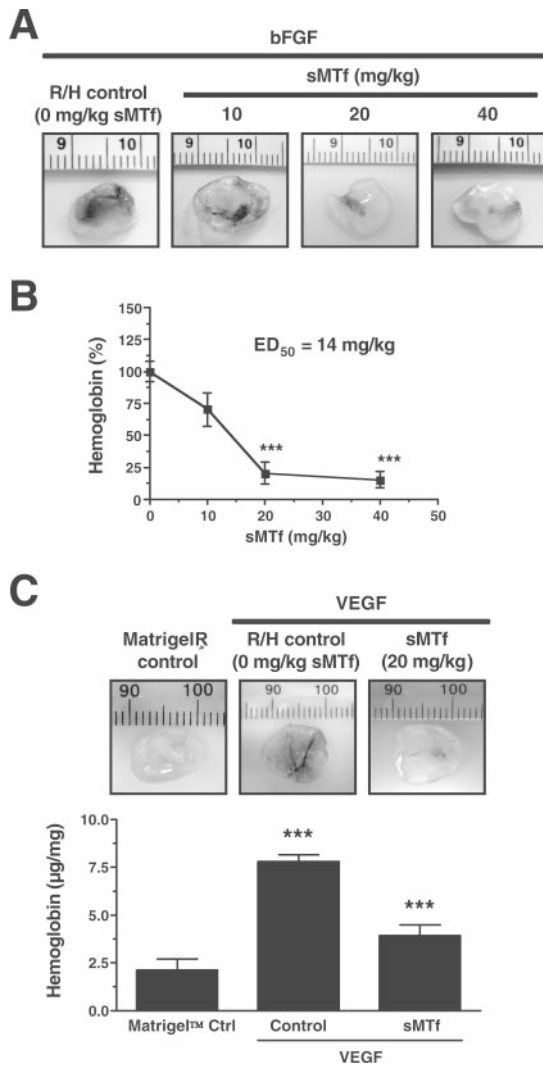 A
bFGF
R/H control
(0 mg/kg sMTf)
sMTf (mg/kg)
10 20 40
9 10 9 10 9 10 9 10
B
Hemoglobin (%)
150
125
100
75
50
25
0
ED50 = 14 mg/kg
*** ***
0 10 20 30 40 50
sMTf (mg/kg)
C
VEGF
MatrigelR
control
R/H control
(0 mg/kg sMTf)
sMTf
(20 mg/kg)
90 100 90 100 90 100
Hemoglobin (µg/mg)
10.0
7.5
5.0
2.5
0.0
***
***
Matrigel™ Ctrl Control sMTf
VEGF